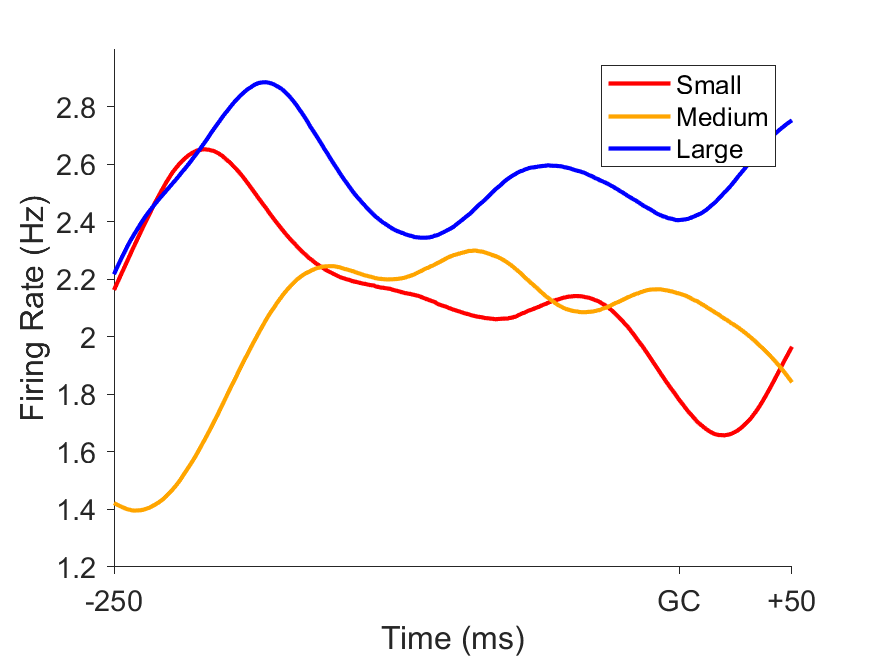 Small
Medium
Large
2.8
2.6
2.4
2.2
2
1.8
1.6
1.4
1.2
Firing Rate (Hz)
-250 GC +50
Time (ms)